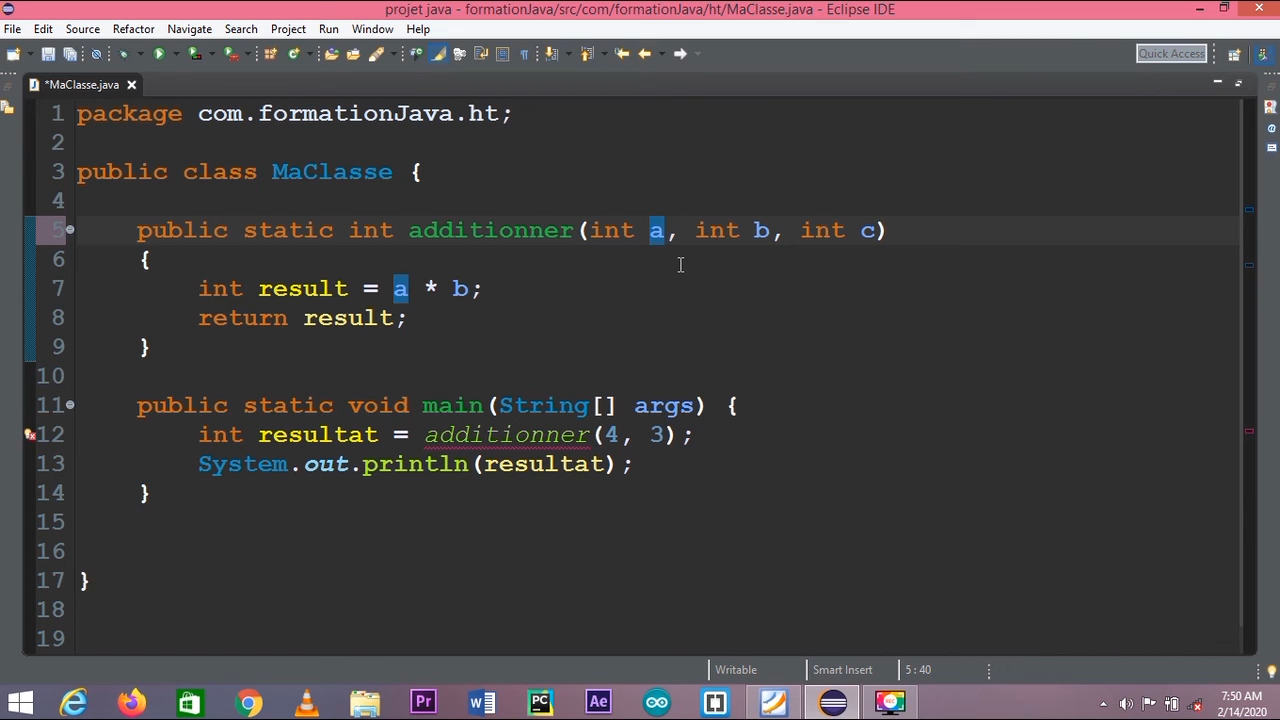 projet java - formationJava/src/com/formationJava/ht/MaClasse.java - Eclipse IDE
File Edit Source Refactor Navigate Search Project Run Window Help
Quick Access
*MaClasse.java
1 package com.formationJava.ht;
2
3 public class MaClasse {
4
5 public static int additionner(int a, int b, int c)
6 {
7 int result = a * b;
8 return result;
9 }
10
11 public static void main(String[] args) {
12 int resultat = additionner(4, 3);
13 System.out.println(resultat);
14 }
15
16
17 }
18
19
Writable Smart Insert 5 : 40
Pr W PC Ae REC
7:50 AM
2/14/2020